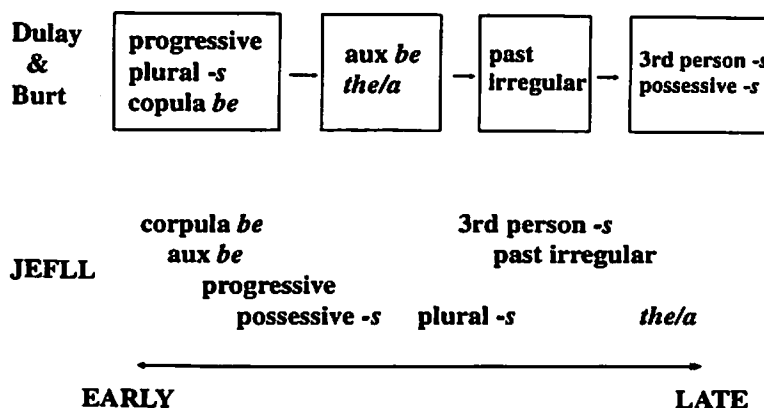 Dulay
&
Burt
progressive
plural -s
copula be
aux be
the/a
past
irregular
3rd person -s
possessive -s
JEFLL
corpula be
3rd person -s
aux be
past irregular
progressive
possessive -s
plural -s
the/a
EARLY
LATE